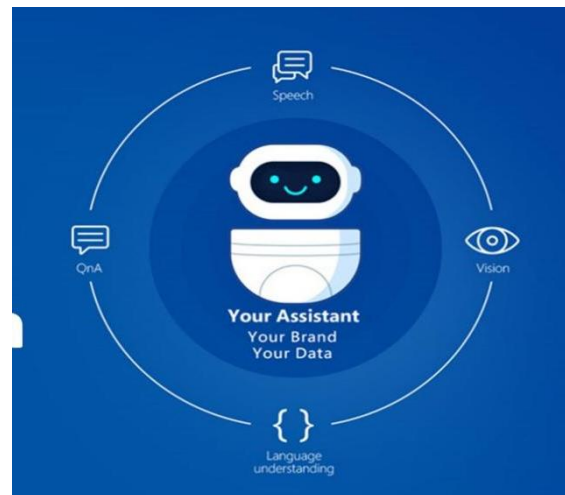 Speech
QnA
Vision
Your Assistant
Your Brand
Your Data
{ }
Language
understanding